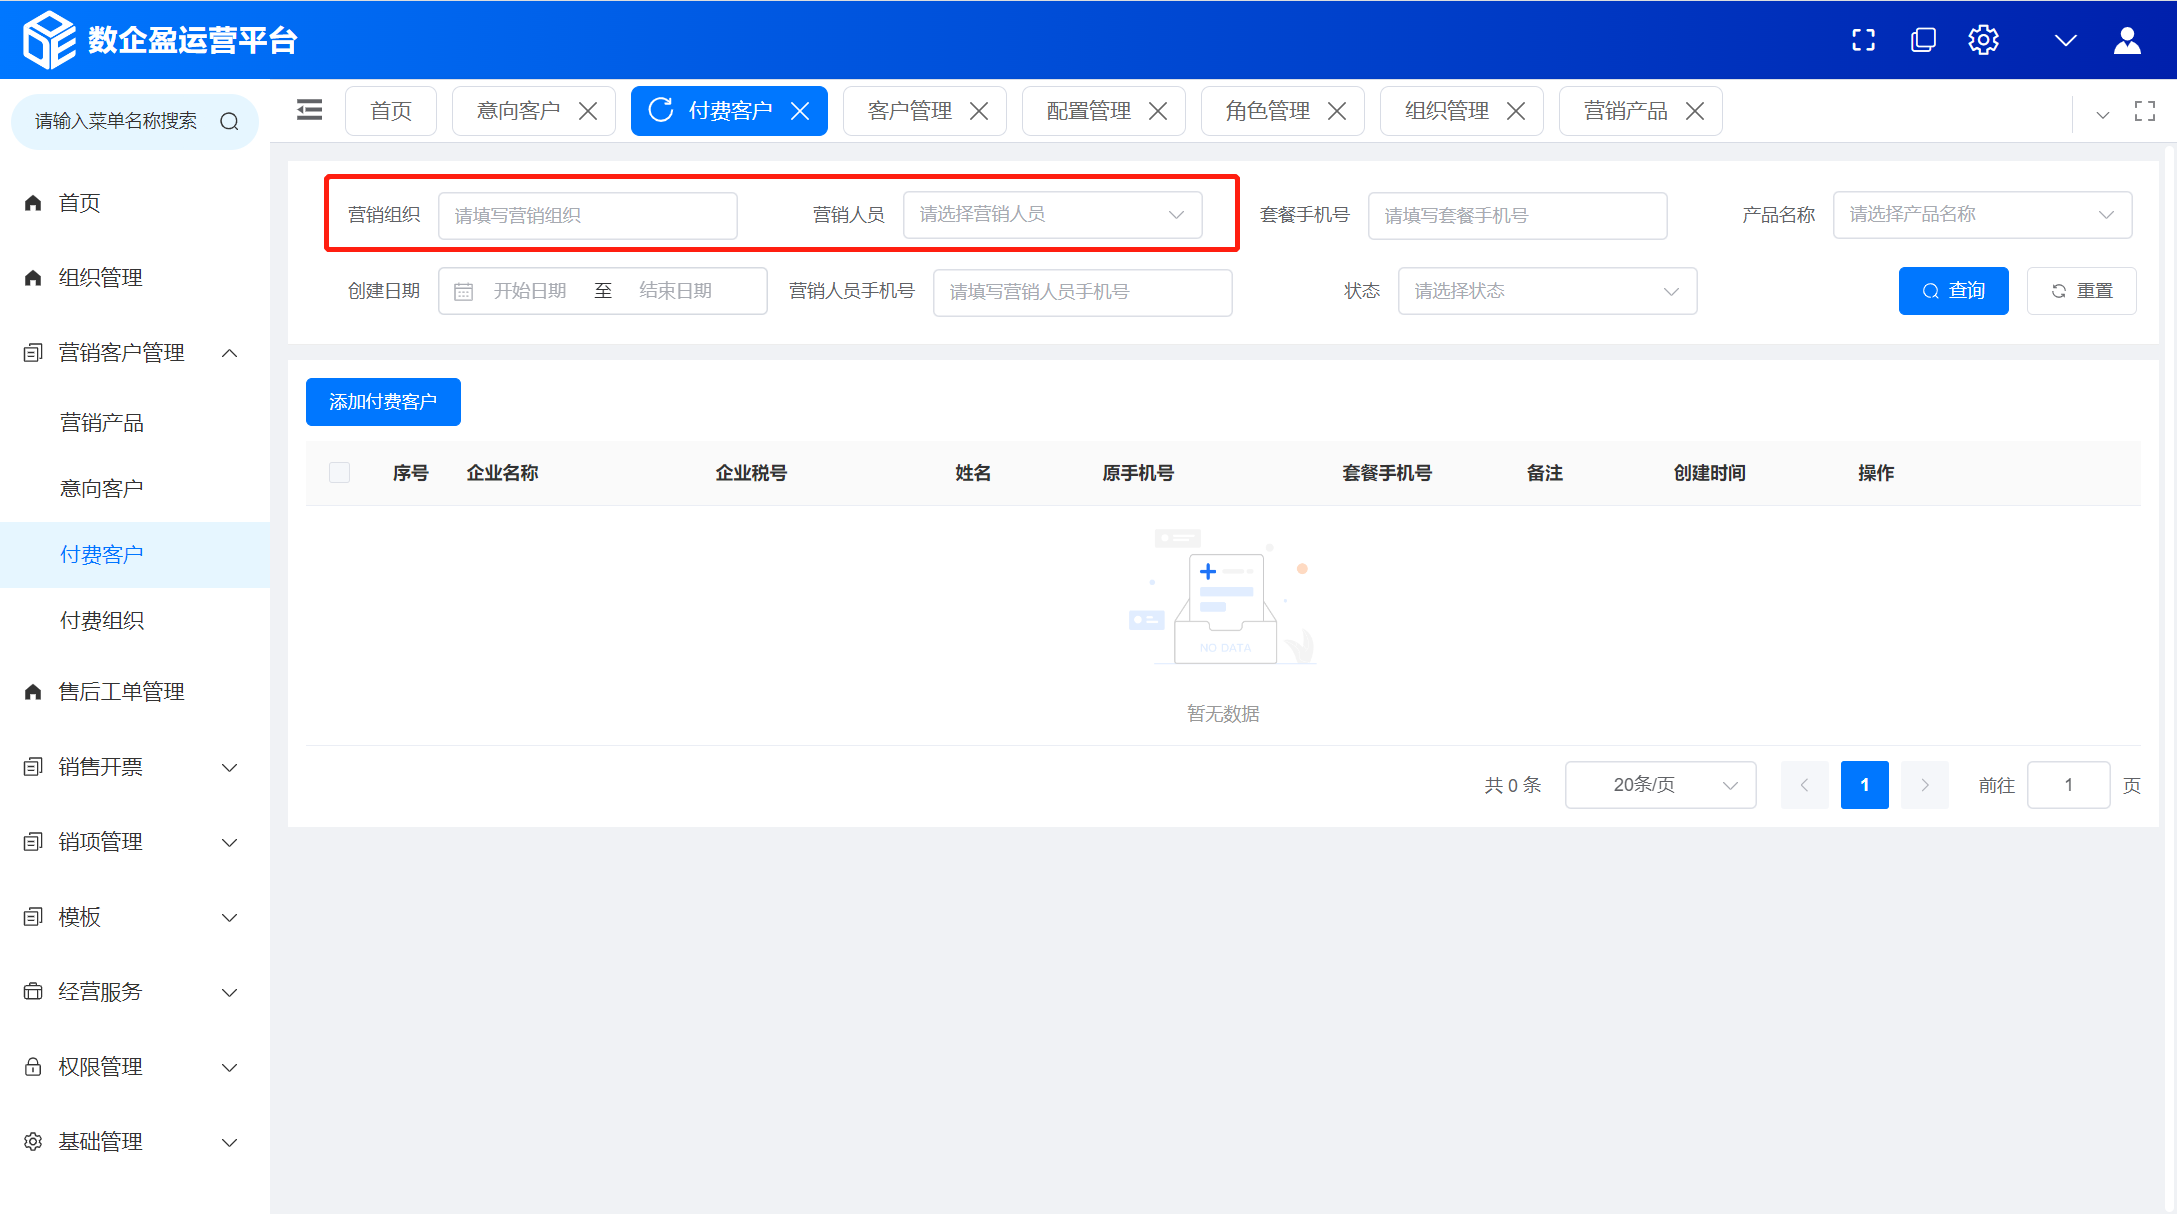 数企盈运营平台
请输入菜单名称搜索
首页
组织管理
营销客户管理
营销产品
意向客户
付费客户
付费组织
售后工单管理
销售开票
销项管理
模板
经营服务
权限管理
基础管理
首页 意向客户 付费客户 客户管理 配置管理 角色管理 组织管理 营销产品
营销组织 请填写营销组织 营销人员 请选择营销人员 套餐手机号 请填写套餐手机号 产品名称 请选择产品名称
创建日期 开始日期 至 结束日期 营销人员手机号 请填写营销人员手机号 状态 请选择状态 查询 重置
添加付费客户
序号 企业名称 企业税号 姓名 原手机号 套餐手机号 备注 创建时间 操作
NO DATA
暂无数据
共 0 条 20条/页 1 前往 1 页